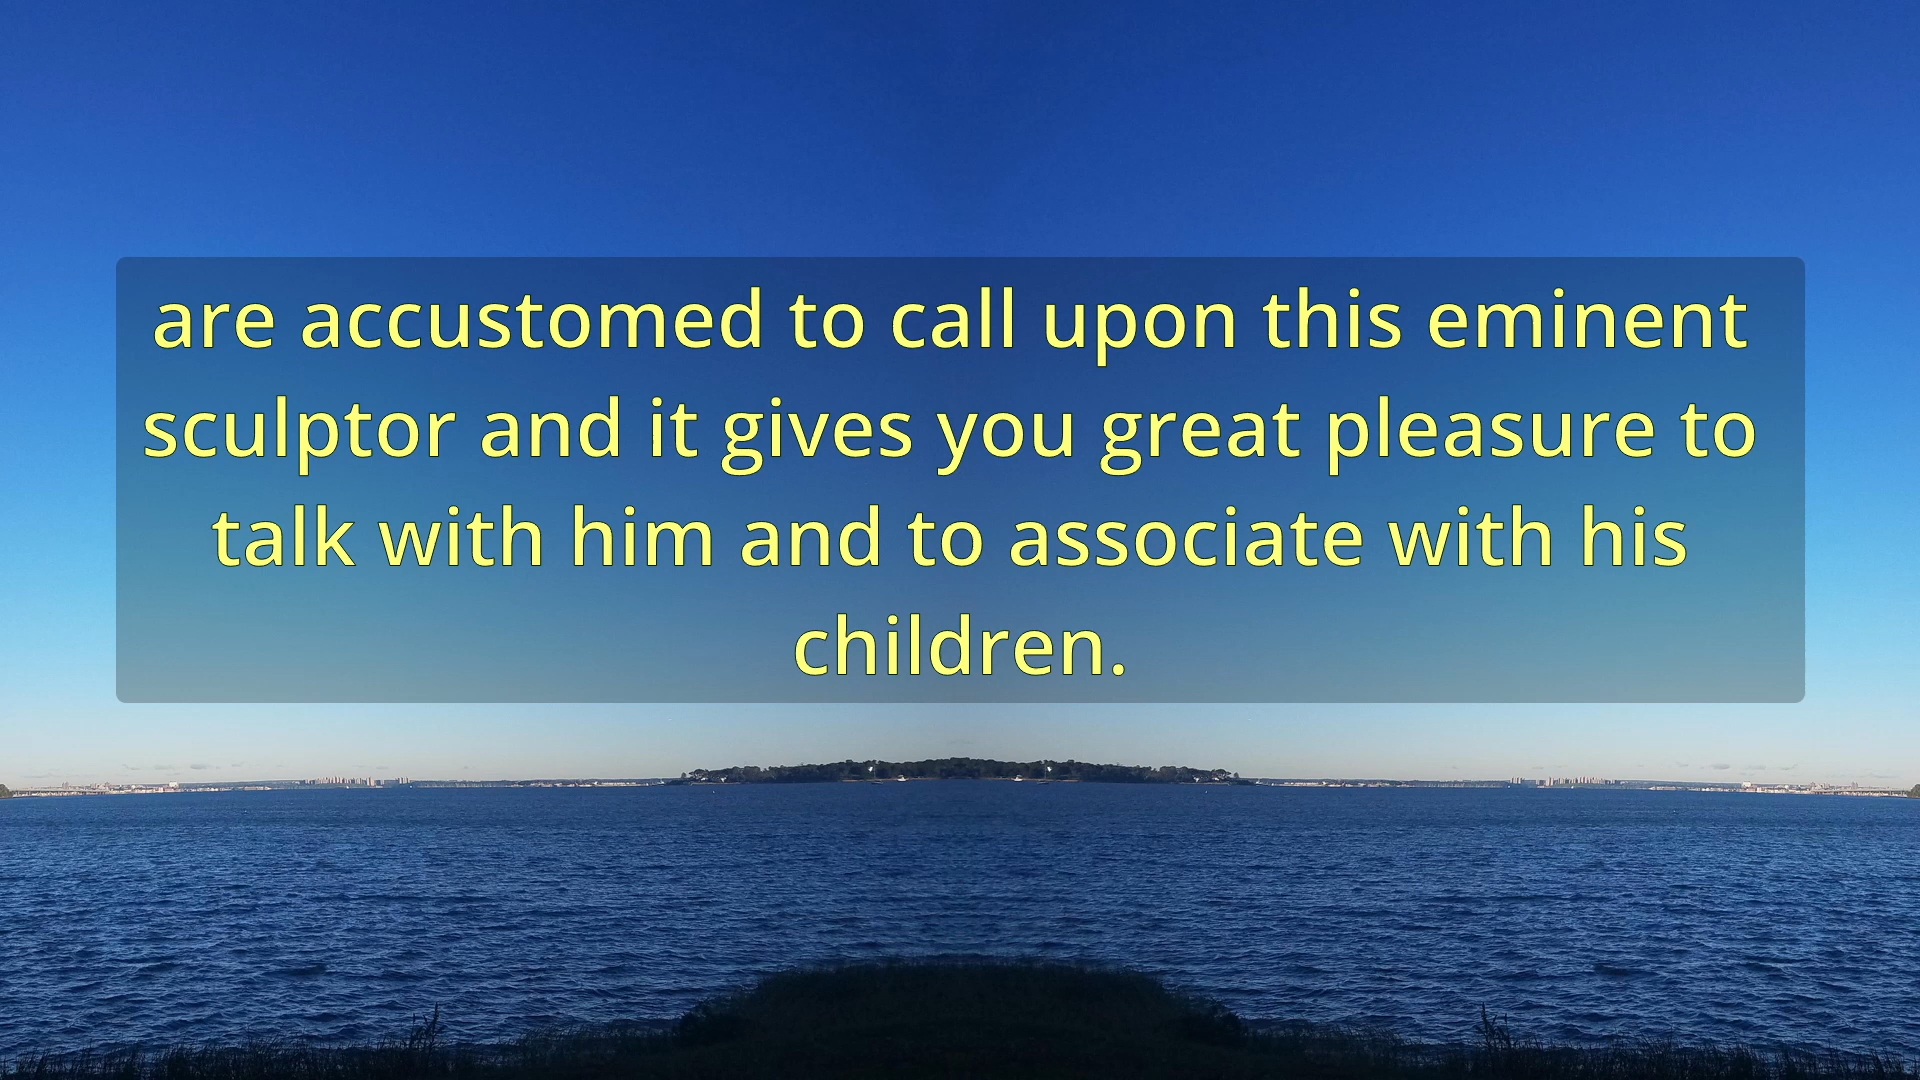 are accustomed to call upon this eminent
sculptor and it gives you great pleasure to
talk with him and to associate with his
children.